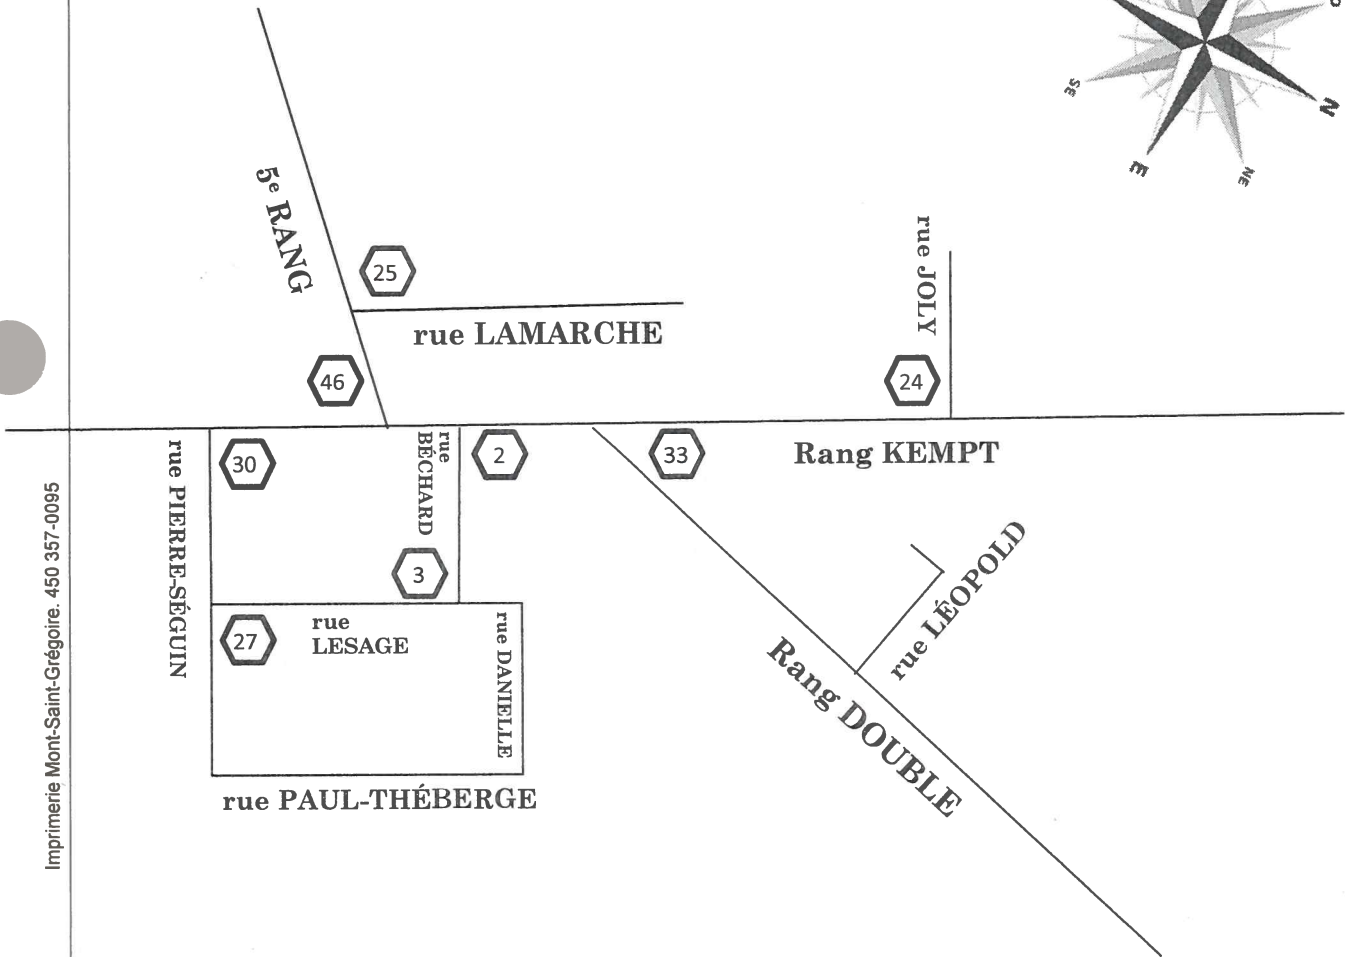 SE
N
E
NE
5e RANG
25
rue LAMARCHE
rue JOLY
46
24
Rang KEMPT
rue PIERRE-SÉGUIN
30
rue
BÉCHARD
2
33
3
27
rue
LESAGE
rue DANIELLE
rue LÉOPOLD
Rang DOUBLE
rue PAUL-THÉBERGE
Imprimerie Mont-Saint-Grégoire. 450 357-0095